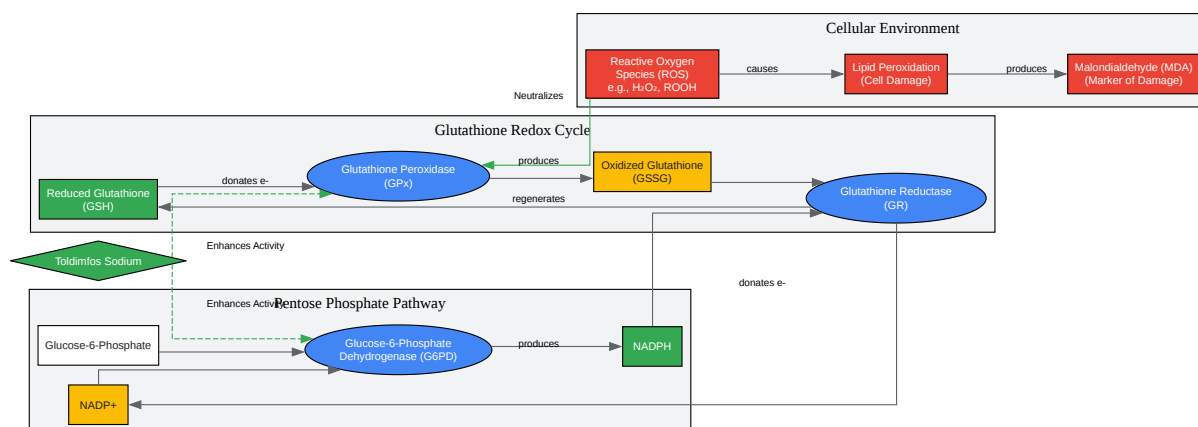 Cellular Environment
Reactive Oxygen
Species (ROS)
e.g., H₂O₂, ROOH
causes
Lipid Peroxidation
(Cell Damage)
produces
Malondialdehyde (MDA)
(Marker of Damage)
Neutralizes
Glutathione Redox Cycle
Reduced Glutathione
(GSH)
donates e-
Glutathione Peroxidase
(GPx)
produces
Oxidized Glutathione
(GSSG)
Glutathione Reductase
(GR)
regenerates
Enhances Activity
Toldimfos Sodium
donates e-
Enhances Activity
Pentose Phosphate Pathway
Glucose-6-Phosphate
Glucose-6-Phosphate
Dehydrogenase (G6PD)
produces
NADPH
NADP+